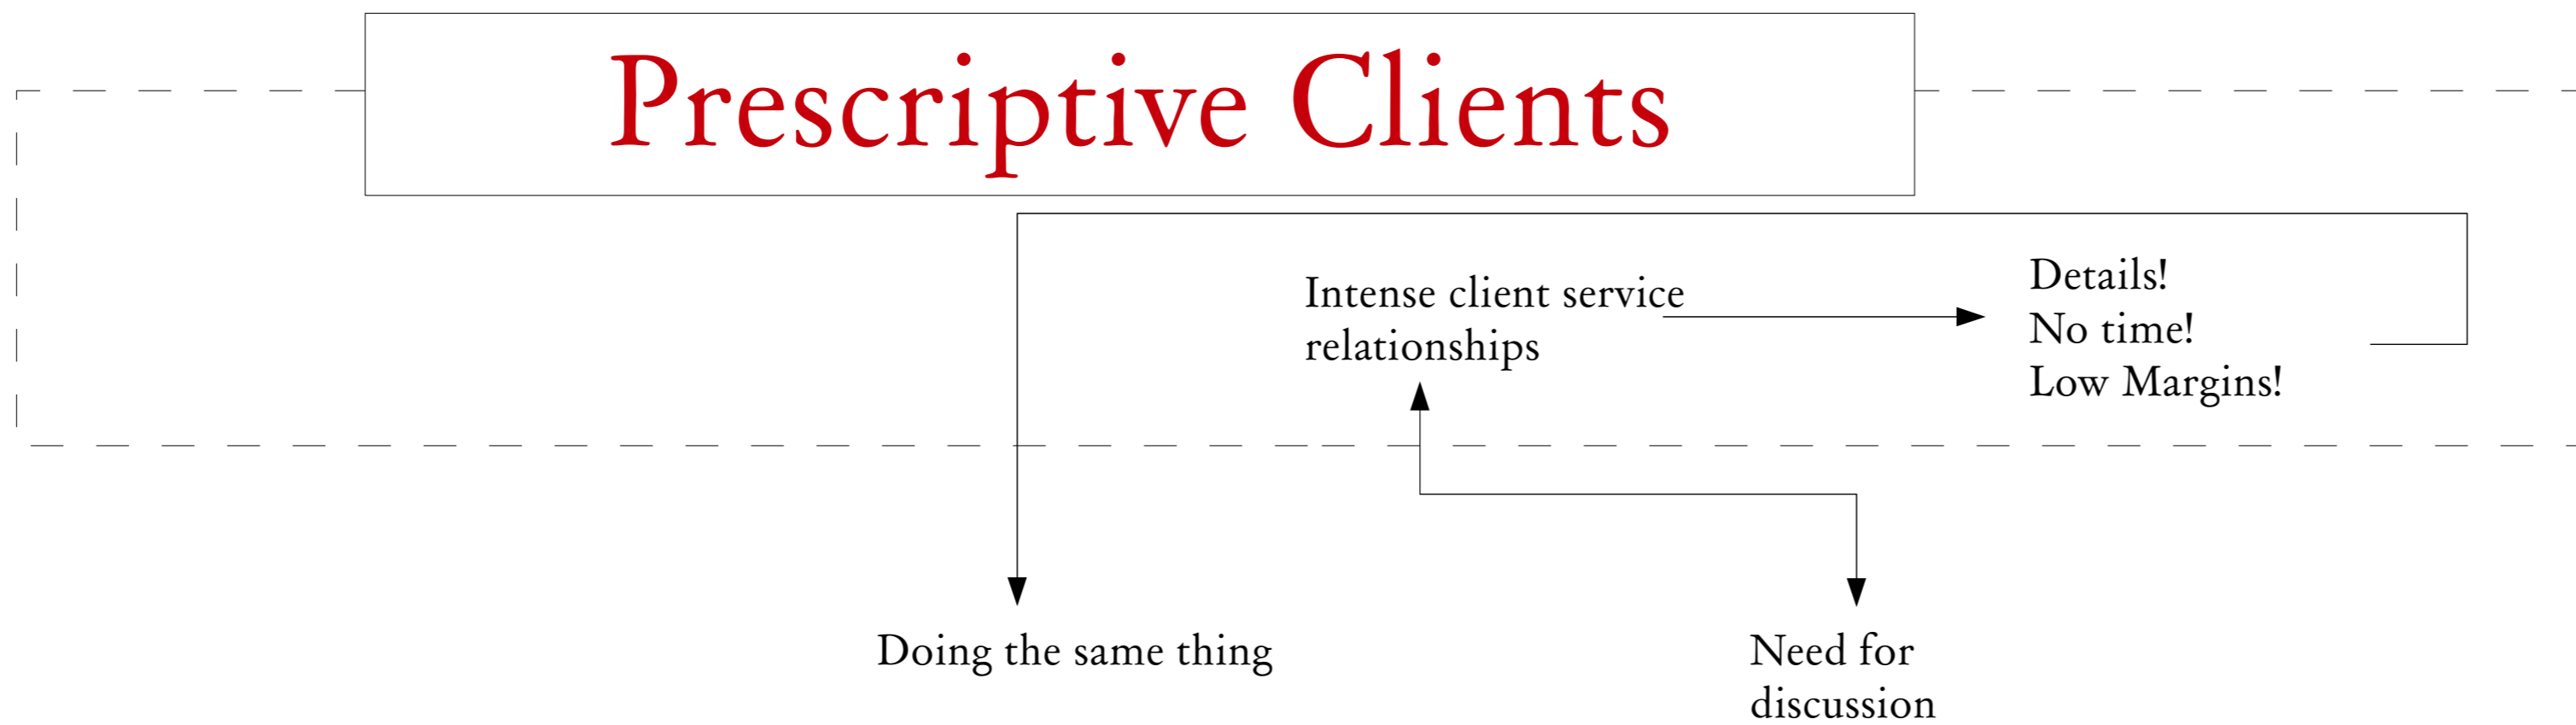 Prescriptive Clients
Intense client service
relationships
Details!
No time!
Low Margins!
Doing the same thing
Need for
discussion